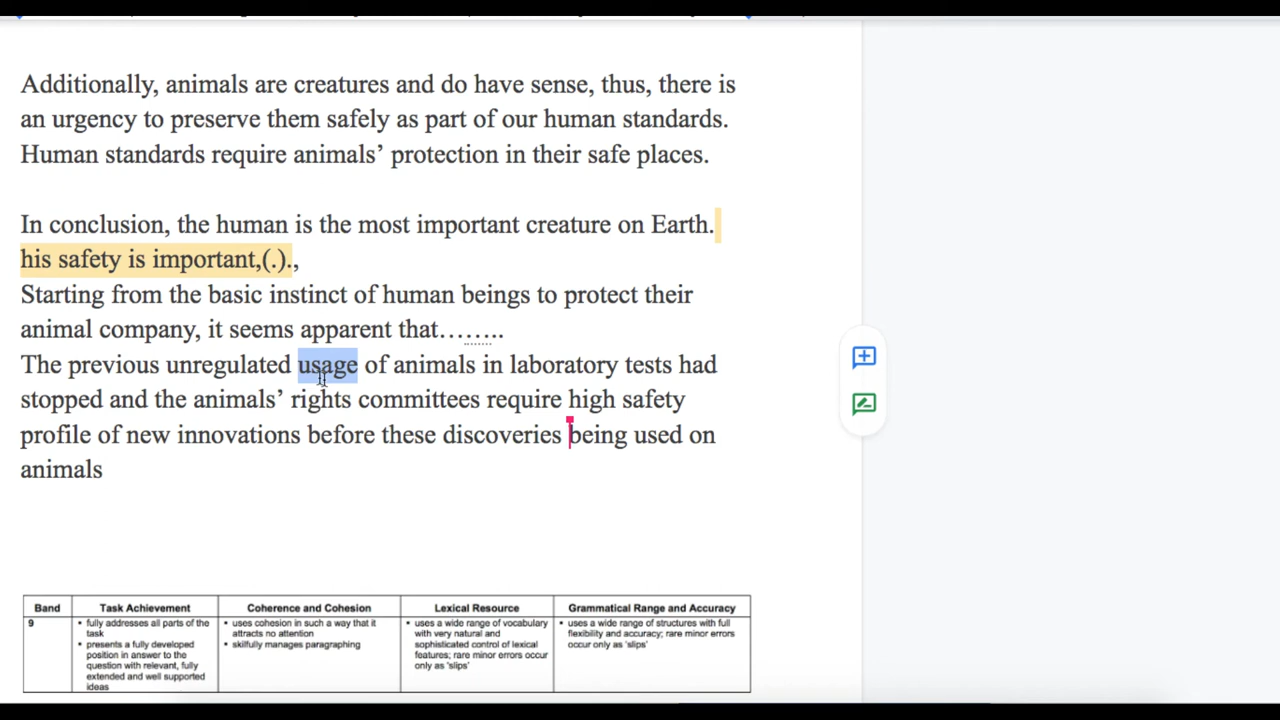 Additionally, animals are creatures and do have sense, thus, there is
an urgency to preserve them safely as part of our human standards.
Human standards require animals’ protection in their safe places.
In conclusion, the human is the most important creature on Earth.
his safety is important,(.).,
Starting from the basic instinct of human beings to protect their
animal company, it seems apparent that……..
The previous unregulated usage of animals in laboratory tests had
stopped and the animals’ rights committees require high safety
profile of new innovations before these discoveries being used on
animals
Band Task Achievement Coherence and Cohesion Lexical Resource Grammatical Range and Accuracy
9
• fully addresses all parts of the
task
• presents a fully developed
position in answer to the
question with relevant, fully
extended and well supported
ideas
• uses cohesion in such a way that it
attracts no attention
• skilfully manages paragraphing
• uses a wide range of vocabulary
with very natural and
sophisticated control of lexical
features; rare minor errors occur
only as 'slips'
• uses a wide range of structures with full
flexibility and accuracy; rare minor errors
occur only as 'slips'